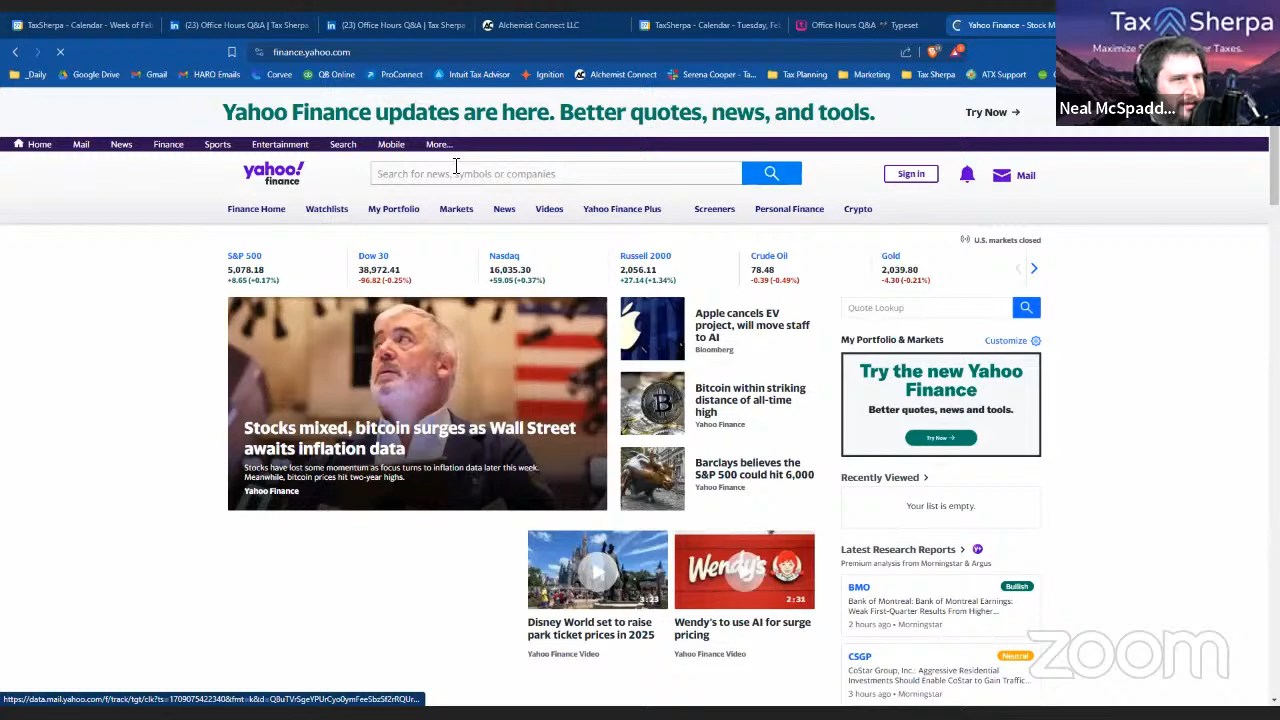 TaxSherpa - Calendar - Week of Feb
(23) Office Hours Q&A | Tax Sherpa
(23) Office Hours Q&A | Tax Sherpa
Alchemist Connect LLC
TaxSherpa - Calendar - Tuesday, Feb
Office Hours Q&A
Typeset
Yahoo Finance - Stock M
Tax Sherpa
finance.yahoo.com
Maximize
Taxes.
_Daily
Google Drive
Gmail
HARO Emails
Corvee
QB Online
ProConnect
Intuit Tax Advisor
Ignition
Alchemist Connect
Serena Cooper - Ta...
Tax Planning
Marketing
Tax Sherpa
ATX Support
Neal McSpadd...
Yahoo Finance updates are here. Better quotes, news, and tools.
Try Now →
Home
Mail
News
Finance
Sports
Entertainment
Search
Mobile
More...
yahoo!
finance
Search for news, symbols or companies
Sign in
Mail
Finance Home
Watchlists
My Portfolio
Markets
News
Videos
Yahoo Finance Plus
Screeners
Personal Finance
Crypto
U.S. markets closed
S&P 500
5,078.18
+8.65 (+0.17%)
Dow 30
38,972.41
-96.82 (-0.25%)
Nasdaq
16,035.30
+59.05 (+0.37%)
Russell 2000
2,056.11
+27.14 (+1.34%)
Crude Oil
78.48
-0.39 (-0.49%)
Gold
2,039.80
-4.30 (-0.21%)
Stocks mixed, bitcoin surges as Wall Street
awaits inflation data
Stocks have lost some momentum as focus turns to inflation data later this week.
Meanwhile, bitcoin prices hit two-year highs.
Yahoo Finance
Apple cancels EV
project, will move staff
to AI
Bloomberg
Bitcoin within striking
distance of all-time
high
Yahoo Finance
Barclays believes the
S&P 500 could hit 6,000
Yahoo Finance
3:23
Disney World set to raise
park ticket prices in 2025
Yahoo Finance Video
Wendy's
2:31
Wendy's to use AI for surge
pricing
Yahoo Finance Video
Quote Lookup
My Portfolio & Markets
Customize
Try the new Yahoo
Finance
Better quotes, news and tools.
Try Now →
Recently Viewed
Your list is empty.
Latest Research Reports
Premium analysis from Morningstar & Argus
BMO
Bullish
Bank of Montreal: Bank of Montreal Earnings:
Weak First-Quarter Results From Higher...
2 hours ago • Morningstar
CSGP
Neutral
CoStar Group, Inc.: Aggressive Residential
Investments Should Enable CoStar to Gain Traffic...
3 hours ago • Morningstar
zoom